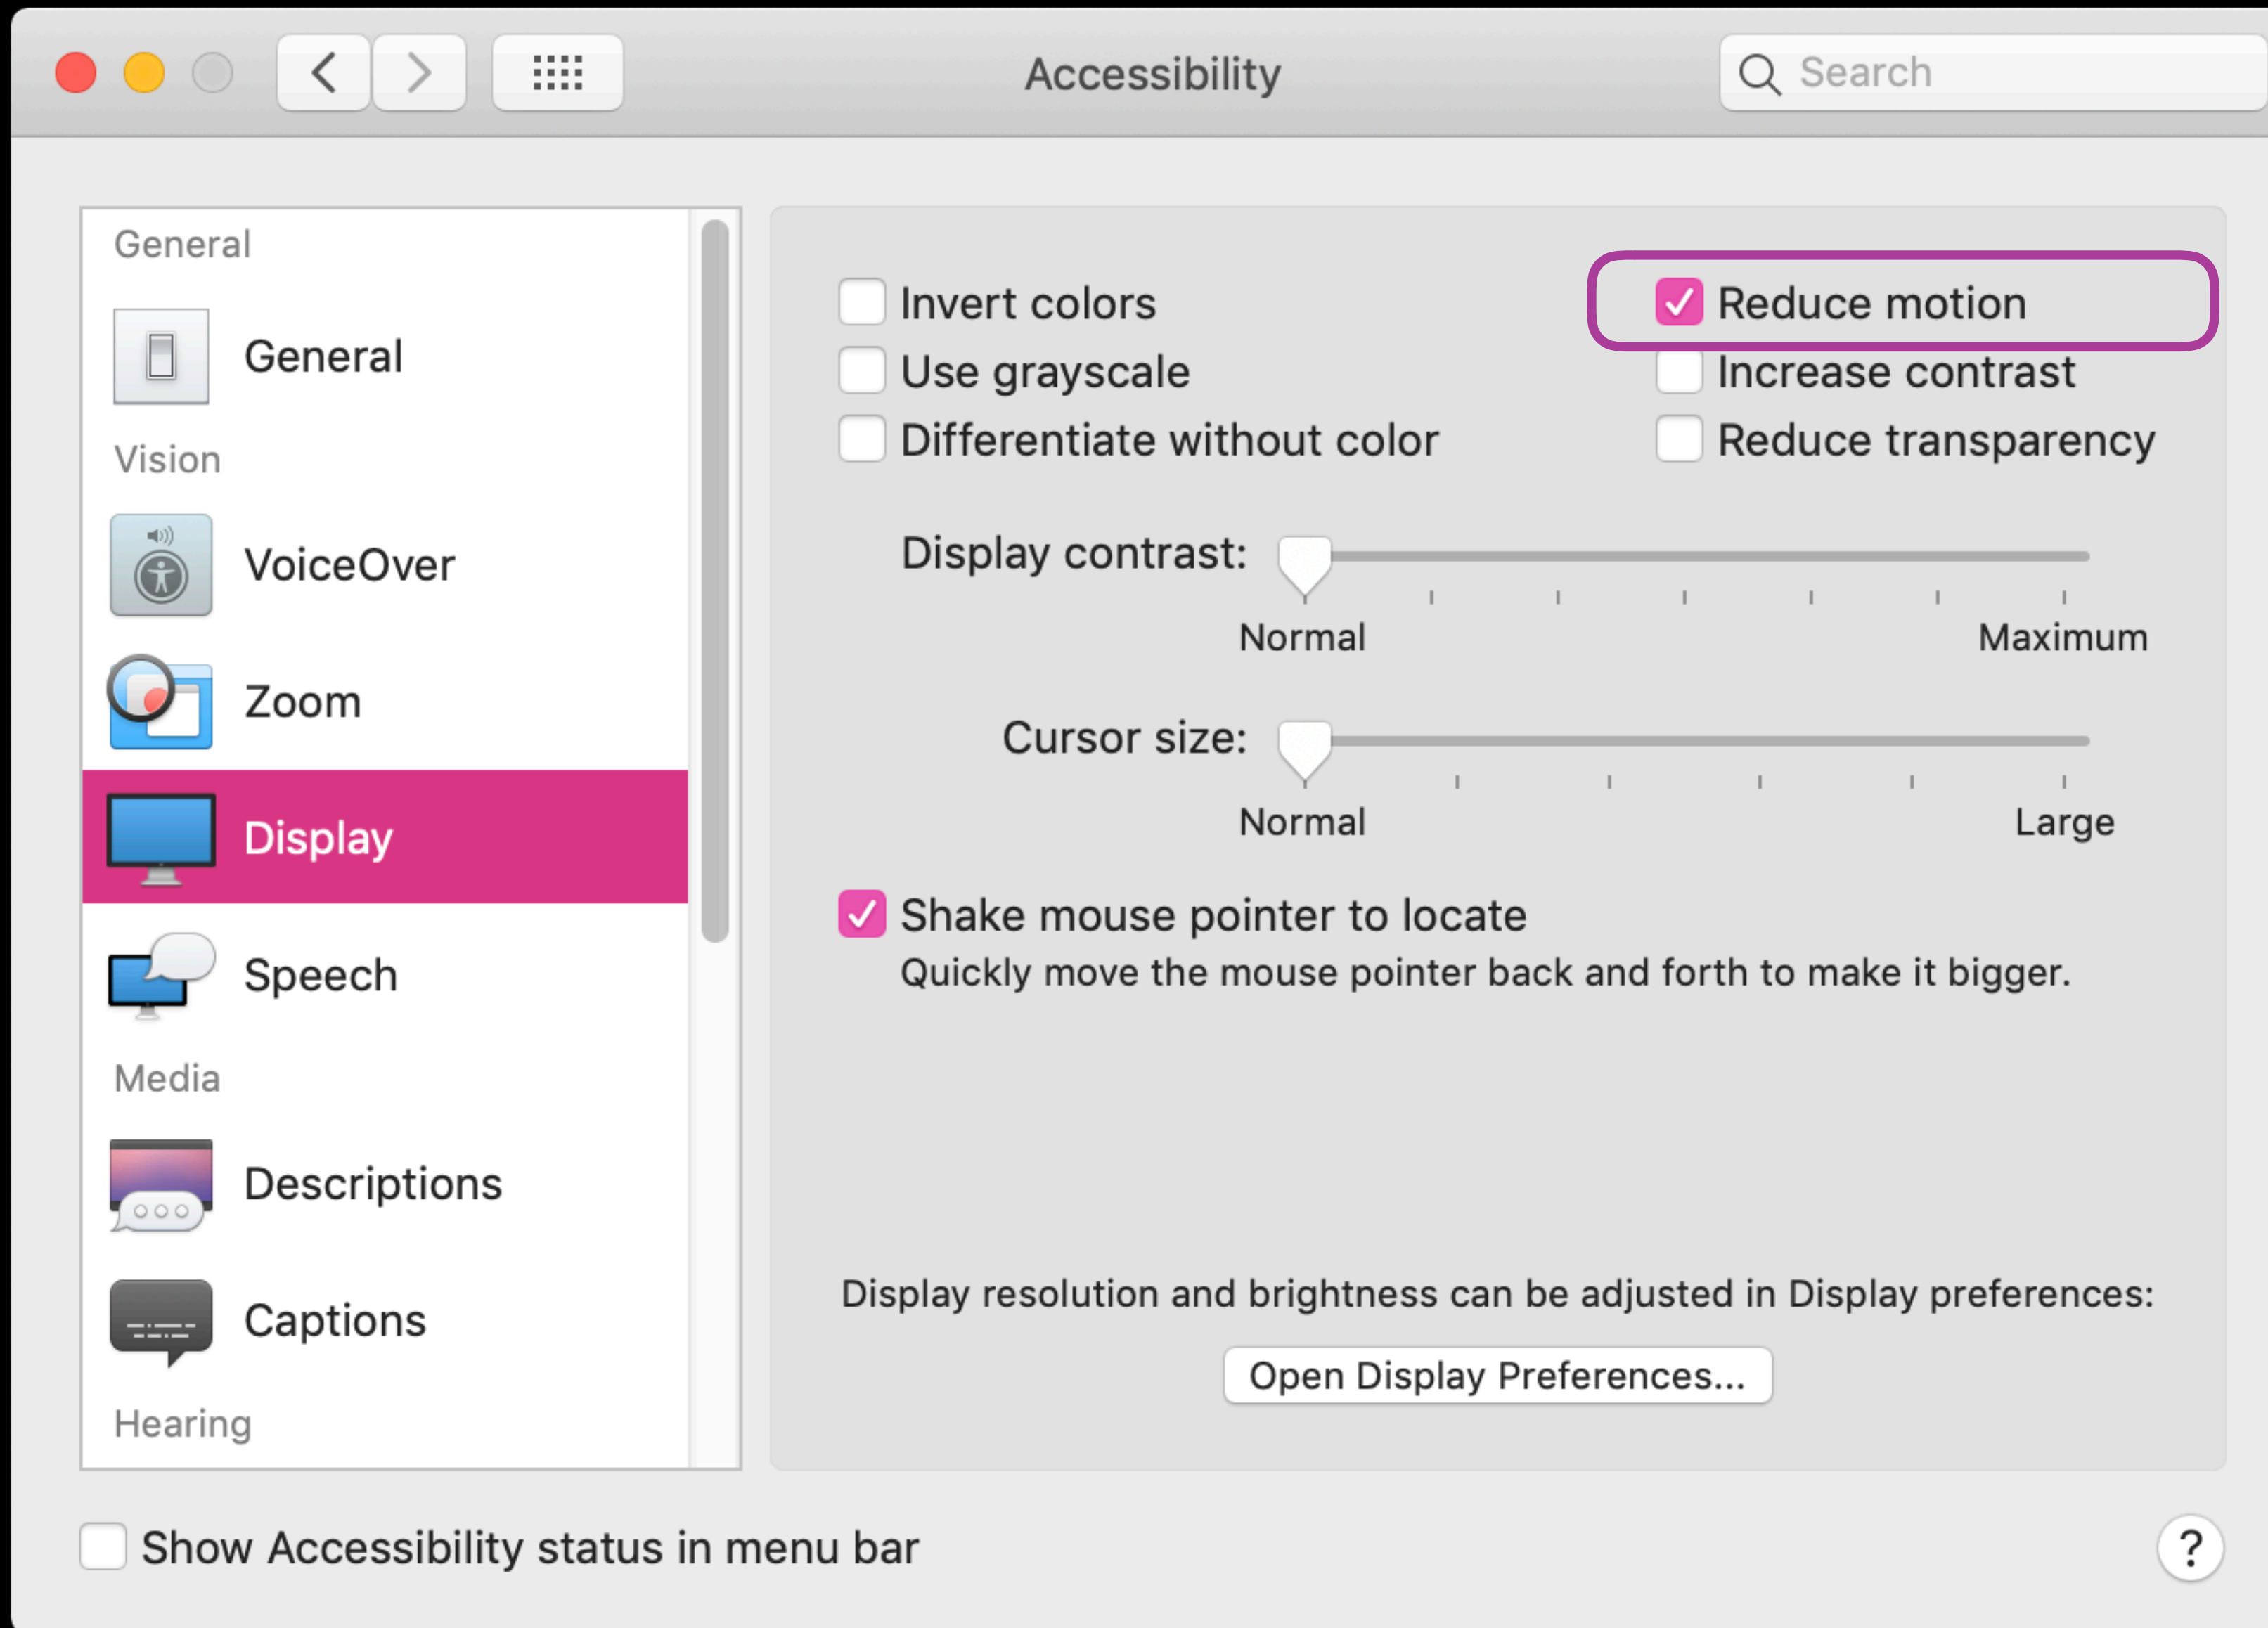 Accessibility
Search
General
General
Vision
VoiceOver
Zoom
Display
Speech
Media
Descriptions
Captions
Hearing
Invert colors
Reduce motion
Use grayscale
Increase contrast
Differentiate without color
Reduce transparency
Display contrast:
Normal
Maximum
Cursor size:
Normal
Large
Shake mouse pointer to locate
Quickly move the mouse pointer back and forth to make it bigger.
Display resolution and brightness can be adjusted in Display preferences:
Open Display Preferences...
Show Accessibility status in menu bar
?